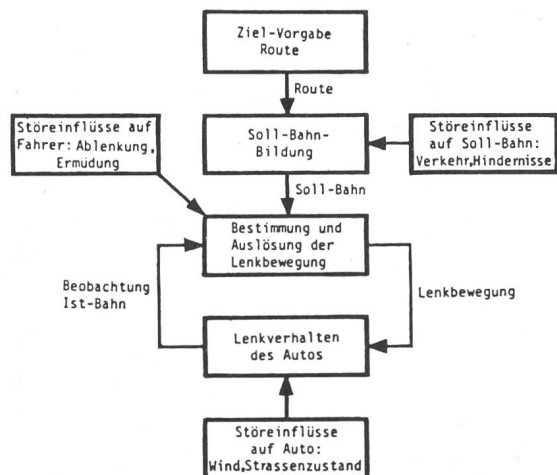 Ziel-Vorgabe
Route
Route
Störeinflüsse auf
Fahrer: Ablenkung,
Ermüdung
Soll-Bahn-
Bildung
Störeinflüsse
auf Soll-Bahn:
Verkehr,Hindernisse
Soll-Bahn
Bestimmung und
Auslösung der
Lenkbewegung
Beobachtung
Ist-Bahn
Lenkbewegung
Lenkverhalten
des Autos
Störeinflüsse
auf Auto:
Wind,Strassenzustand